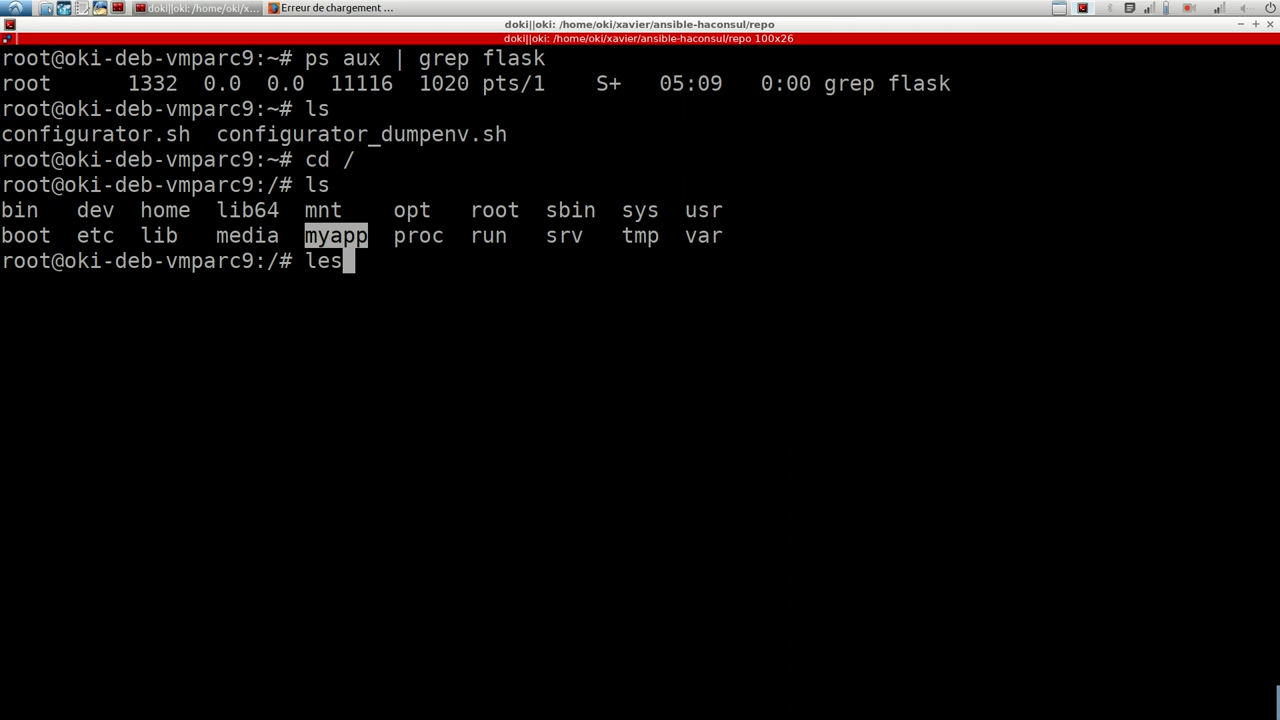 doki||oki: /home/oki/x... Erreur de chargement ...
doki||oki: /home/oki/xavier/ansible-haconsul/repo
doki||oki: /home/oki/xavier/ansible-haconsul/repo 100x26
root@oki-deb-vmparc9:~# ps aux | grep flask
root      1332  0.0  0.0  11116  1020 pts/1    S+   05:09   0:00 grep flask
root@oki-deb-vmparc9:~# ls
configurator.sh  configurator_dumpenv.sh
root@oki-deb-vmparc9:~# cd /
root@oki-deb-vmparc9:/# ls
bin   dev  home  lib64  mnt    opt   root  sbin  sys  usr
boot  etc  lib   media  myapp  proc  run   srv   tmp  var
root@oki-deb-vmparc9:/# les